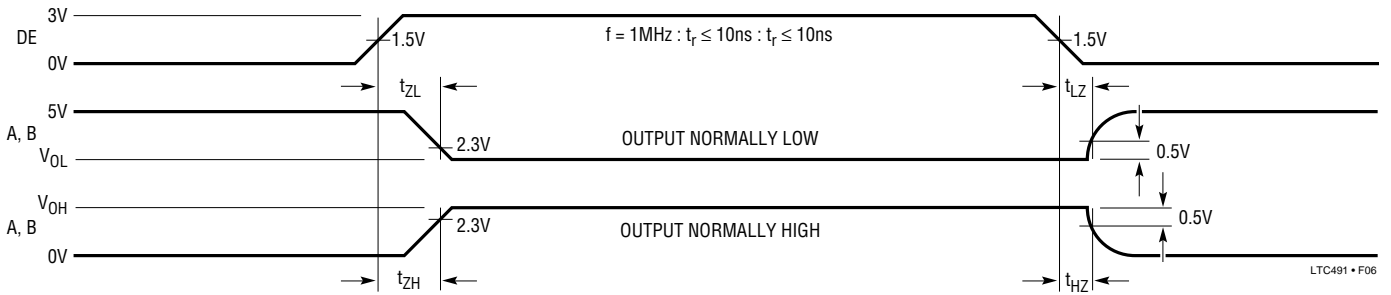 3V
DE
1.5V
f = 1MHz : tr ≤ 10ns : tr ≤ 10ns
1.5V
0V
tZL
tLZ
5V
A, B
2.3V
OUTPUT NORMALLY LOW
0.5V
VOL
VOH
A, B
2.3V
OUTPUT NORMALLY HIGH
0.5V
0V
tZH
tHZ
LTC491 • F06